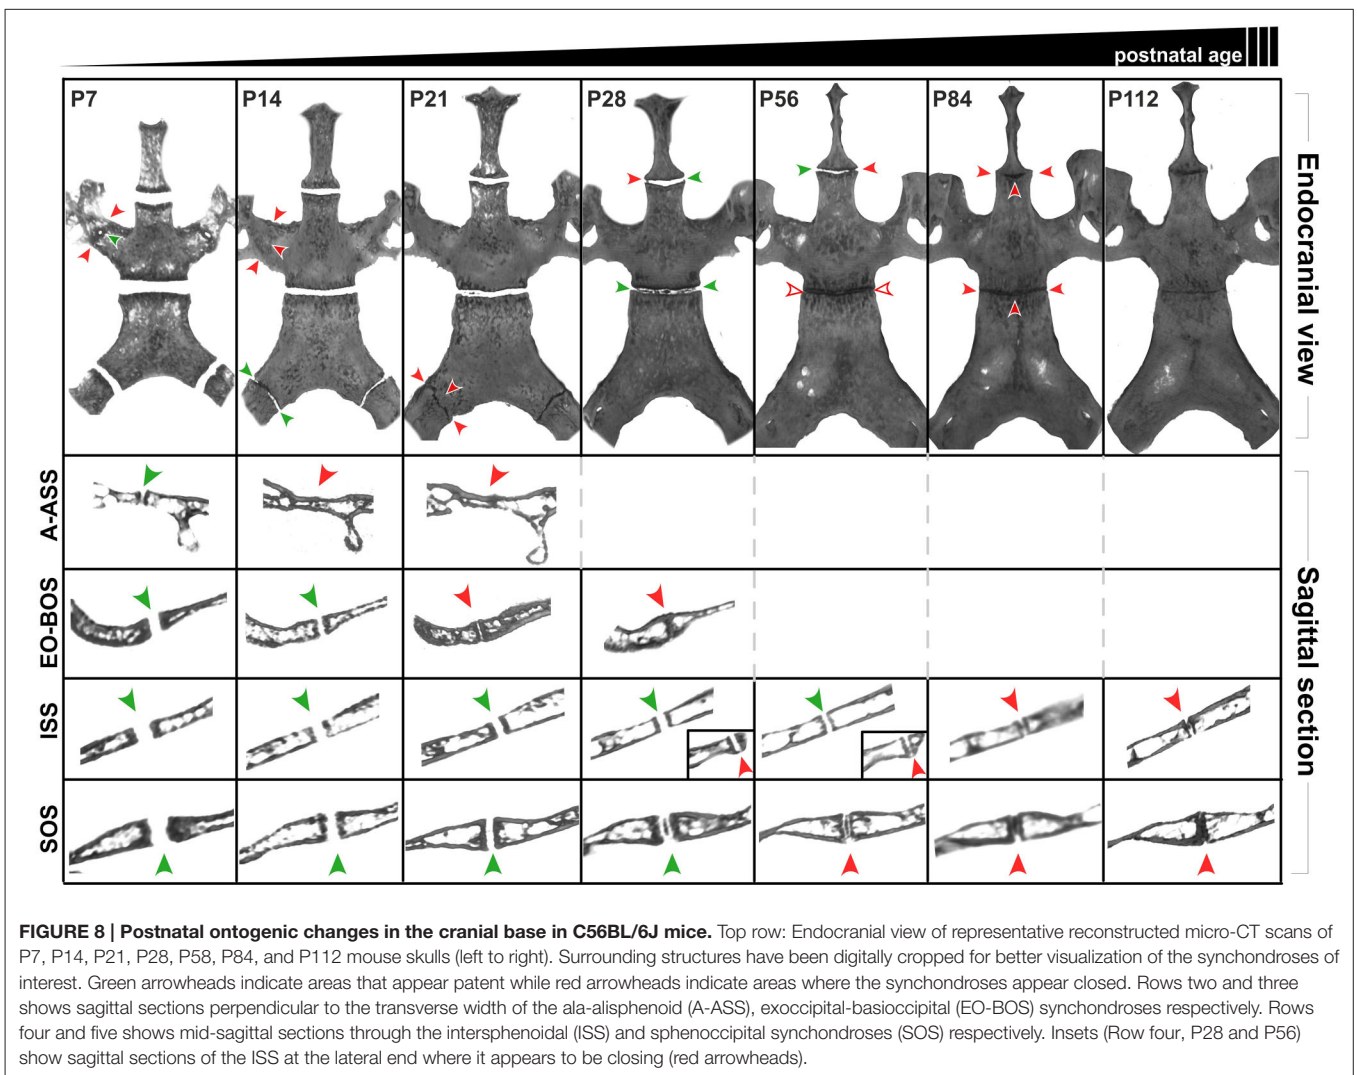 postnatal age
P7 P14 P21 P28 P56 P84 P112
Endocranial view
A-ASS
EO-BOS
ISS
SOS
Sagittal section
FIGURE 8 | Postnatal ontogenic changes in the cranial base in C56BL/6J mice. Top row: Endocranial view of representative reconstructed micro-CT scans of
P7, P14, P21, P28, P58, P84, and P112 mouse skulls (left to right). Surrounding structures have been digitally cropped for better visualization of the synchondroses of
interest. Green arrowheads indicate areas that appear patent while red arrowheads indicate areas where the synchondroses appear closed. Rows two and three
shows sagittal sections perpendicular to the transverse width of the ala-alisphenoid (A-ASS), exoccipital-basioccipital (EO-BOS) synchondroses respectively. Rows
four and five shows mid-sagittal sections through the intersphenoidal (ISS) and sphenoccipital synchondroses (SOS) respectively. Insets (Row four, P28 and P56)
show sagittal sections of the ISS at the lateral end where it appears to be closing (red arrowheads).